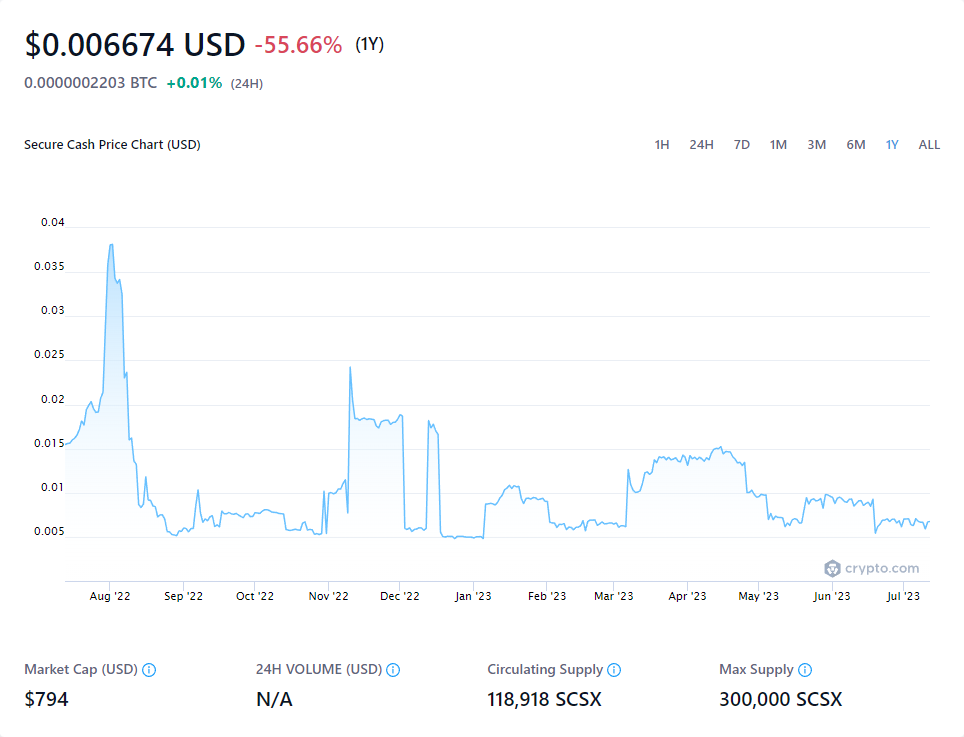 $0.006674 USD -55.66% (1Y)
0.0000002203 BTC +0.01% (24H)
Secure Cash Price Chart (USD) 1H 24H 7D 1M 3M 6M 1Y ALL
0.04
0.035
0.03
0.025
0.02
0.015
0.01
0.005
crypto.com
Aug '22 Sep '22 Oct '22 Nov '22 Dec '22 Jan '23 Feb '23 Mar '23 Apr '23 May '23 Jun '23 Jul '23
Market Cap (USD) 24H VOLUME (USD) Circulating Supply Max Supply
$794 N/A 118,918 SCSX 300,000 SCSX